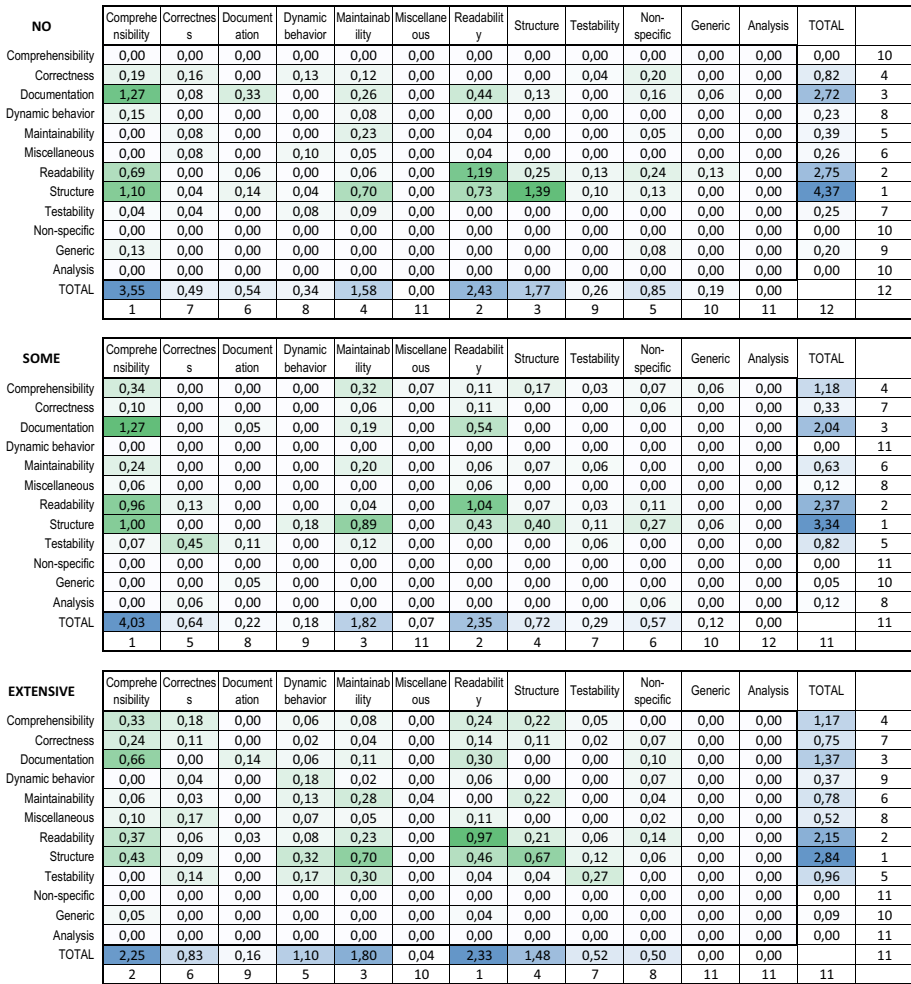 NO Comprehe nsibility Correctnes s Document ation Dynamic behavior Maintainab ility Miscellane ous Readabilit y Structure Testability Non-specific Generic Analysis TOTAL
Comprehensibility 0,00 0,00 0,00 0,00 0,00 0,00 0,00 0,00 0,00 0,00 0,00 0,00 0,00 10
Correctness 0,19 0,16 0,00 0,13 0,12 0,00 0,00 0,00 0,04 0,20 0,00 0,00 0,82 4
Documentation 1,27 0,08 0,33 0,00 0,26 0,00 0,44 0,13 0,00 0,16 0,06 0,00 2,72 3
Dynamic behavior 0,15 0,00 0,00 0,00 0,08 0,00 0,00 0,00 0,00 0,00 0,00 0,00 0,23 8
Maintainability 0,00 0,08 0,00 0,00 0,23 0,00 0,04 0,00 0,00 0,05 0,00 0,00 0,39 5
Miscellaneous 0,00 0,08 0,00 0,10 0,05 0,00 0,04 0,00 0,00 0,00 0,00 0,00 0,26 6
Readability 0,69 0,00 0,06 0,00 0,06 0,00 1,19 0,25 0,13 0,24 0,13 0,00 2,75 2
Structure 1,10 0,04 0,14 0,04 0,70 0,00 0,73 1,39 0,10 0,13 0,00 0,00 4,37 1
Testability 0,04 0,04 0,00 0,08 0,09 0,00 0,00 0,00 0,00 0,00 0,00 0,00 0,25 7
Non-specific 0,00 0,00 0,00 0,00 0,00 0,00 0,00 0,00 0,00 0,00 0,00 0,00 0,00 10
Generic 0,13 0,00 0,00 0,00 0,00 0,00 0,00 0,00 0,00 0,08 0,00 0,00 0,20 9
Analysis 0,00 0,00 0,00 0,00 0,00 0,00 0,00 0,00 0,00 0,00 0,00 0,00 0,00 10
TOTAL 3,55 0,49 0,54 0,34 1,58 0,00 2,43 1,77 0,26 0,85 0,19 0,00 12
1 7 6 8 4 11 2 3 9 5 10 11 12
SOME Comprehe nsibility Correctnes s Document ation Dynamic behavior Maintainab ility Miscellane ous Readabilit y Structure Testability Non-specific Generic Analysis TOTAL
Comprehensibility 0,34 0,00 0,00 0,00 0,32 0,07 0,11 0,17 0,03 0,07 0,06 0,00 1,18 4
Correctness 0,10 0,00 0,00 0,00 0,06 0,00 0,11 0,00 0,00 0,06 0,00 0,00 0,33 7
Documentation 1,27 0,00 0,05 0,00 0,19 0,00 0,54 0,00 0,00 0,00 0,00 0,00 2,04 3
Dynamic behavior 0,00 0,00 0,00 0,00 0,00 0,00 0,00 0,00 0,00 0,00 0,00 0,00 0,00 11
Maintainability 0,24 0,00 0,00 0,00 0,20 0,00 0,06 0,07 0,06 0,00 0,00 0,00 0,63 6
Miscellaneous 0,06 0,00 0,00 0,00 0,00 0,00 0,06 0,00 0,00 0,00 0,00 0,00 0,12 8
Readability 0,96 0,13 0,00 0,00 0,04 0,00 1,04 0,07 0,03 0,11 0,00 0,00 2,37 2
Structure 1,00 0,00 0,00 0,18 0,89 0,00 0,43 0,40 0,11 0,27 0,06 0,00 3,34 1
Testability 0,07 0,45 0,11 0,00 0,12 0,00 0,00 0,00 0,06 0,00 0,00 0,00 0,82 5
Non-specific 0,00 0,00 0,00 0,00 0,00 0,00 0,00 0,00 0,00 0,00 0,00 0,00 0,00 11
Generic 0,00 0,00 0,05 0,00 0,00 0,00 0,00 0,00 0,00 0,00 0,00 0,00 0,05 10
Analysis 0,00 0,06 0,00 0,00 0,00 0,00 0,00 0,00 0,00 0,06 0,00 0,00 0,12 8
TOTAL 4,03 0,64 0,22 0,18 1,82 0,07 2,35 0,72 0,29 0,57 0,12 0,00 11
1 5 8 9 3 11 2 4 7 6 10 12 11
EXTENSIVE Comprehe nsibility Correctnes s Document ation Dynamic behavior Maintainab ility Miscellane ous Readabilit y Structure Testability Non-specific Generic Analysis TOTAL
Comprehensibility 0,33 0,18 0,00 0,06 0,08 0,00 0,24 0,22 0,05 0,00 0,00 0,00 1,17 4
Correctness 0,24 0,11 0,00 0,02 0,04 0,00 0,14 0,11 0,02 0,07 0,00 0,00 0,75 7
Documentation 0,66 0,00 0,14 0,06 0,11 0,00 0,30 0,00 0,00 0,10 0,00 0,00 1,37 3
Dynamic behavior 0,00 0,04 0,00 0,18 0,02 0,00 0,06 0,00 0,00 0,07 0,00 0,00 0,37 9
Maintainability 0,06 0,03 0,00 0,13 0,28 0,04 0,00 0,22 0,00 0,04 0,00 0,00 0,78 6
Miscellaneous 0,10 0,17 0,00 0,07 0,05 0,00 0,11 0,00 0,00 0,02 0,00 0,00 0,52 8
Readability 0,37 0,06 0,03 0,08 0,23 0,00 0,97 0,21 0,06 0,14 0,00 0,00 2,15 2
Structure 0,43 0,09 0,00 0,32 0,70 0,00 0,46 0,67 0,12 0,06 0,00 0,00 2,84 1
Testability 0,00 0,14 0,00 0,17 0,30 0,00 0,04 0,04 0,27 0,00 0,00 0,00 0,96 5
Non-specific 0,00 0,00 0,00 0,00 0,00 0,00 0,00 0,00 0,00 0,00 0,00 0,00 0,00 11
Generic 0,05 0,00 0,00 0,00 0,00 0,00 0,04 0,00 0,00 0,00 0,00 0,00 0,09 10
Analysis 0,00 0,00 0,00 0,00 0,00 0,00 0,00 0,00 0,00 0,00 0,00 0,00 0,00 11
TOTAL 2,25 0,83 0,16 1,10 1,80 0,04 2,33 1,48 0,52 0,50 0,00 0,00 11
2 6 9 5 3 10 1 4 7 8 11 11 11